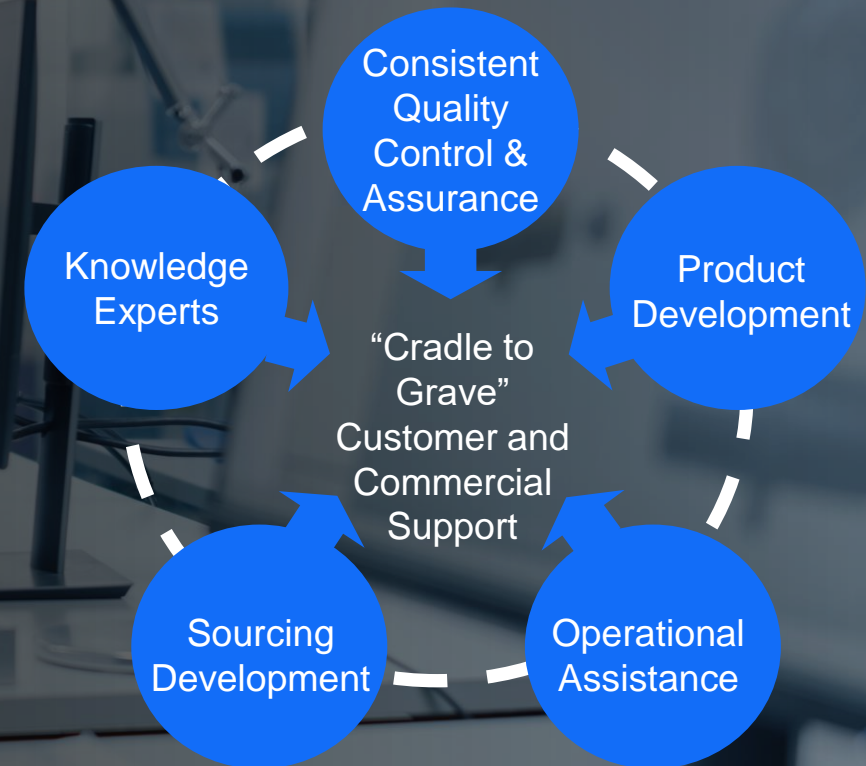 Consistent
Quality
Control &
Assurance
Knowledge
Experts
Product
Development
“Cradle to
Grave”
Customer and
Commercial
Support
Sourcing
Development
Operational
Assistance